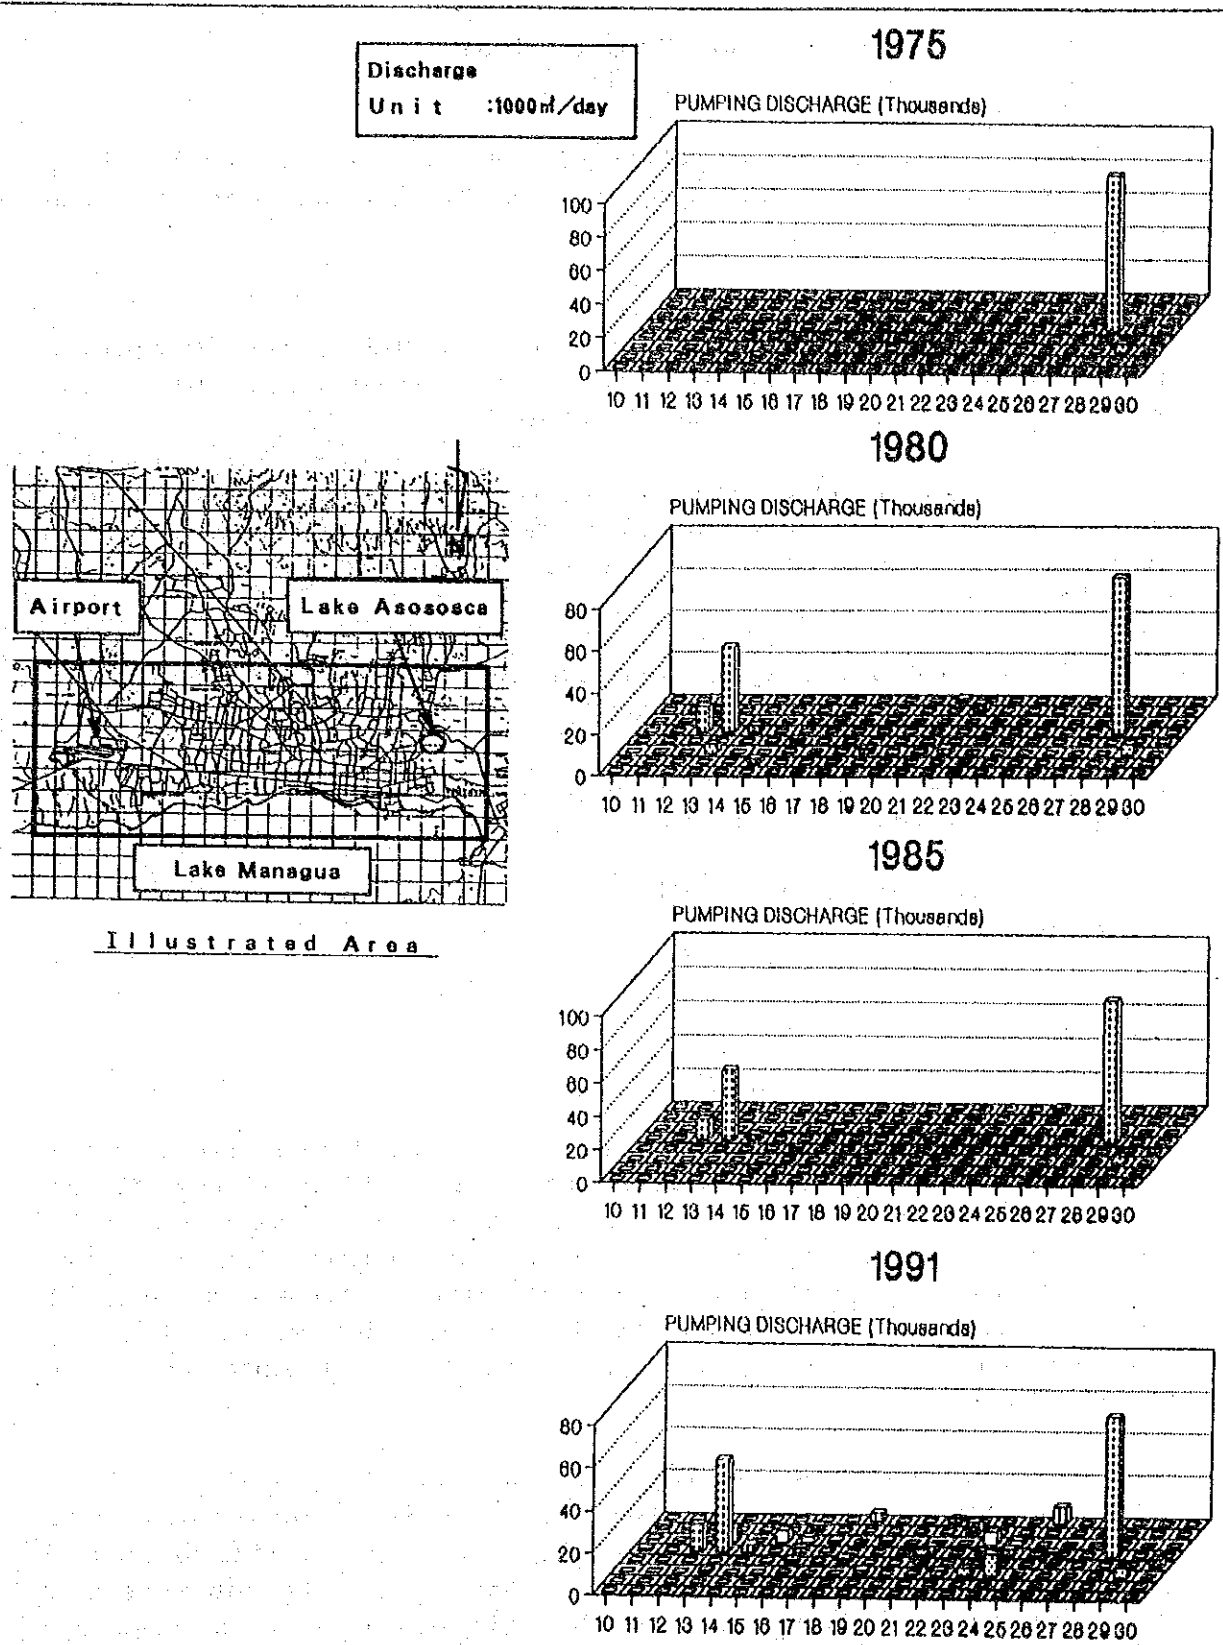 Discharge
Unit :1000㎥/day
1975
PUMPING DISCHARGE (Thousands)
100
80
60
40
20
0
10 11 12 13 14 15 16 17 18 19 20 21 22 23 24 25 26 27 28 29 30
1980
PUMPING DISCHARGE (Thousands)
80
60
40
20
0
10 11 12 13 14 15 16 17 18 19 20 21 22 23 24 25 26 27 28 29 30
Airport
Lake Asososca
N
Lake Managua
Illustrated Area
1985
PUMPING DISCHARGE (Thousands)
100
80
60
40
20
0
10 11 12 13 14 15 16 17 18 19 20 21 22 23 24 25 26 27 28 29 30
1991
PUMPING DISCHARGE (Thousands)
80
60
40
20
0
10 11 12 13 14 15 16 17 18 19 20 21 22 23 24 25 26 27 28 29 30